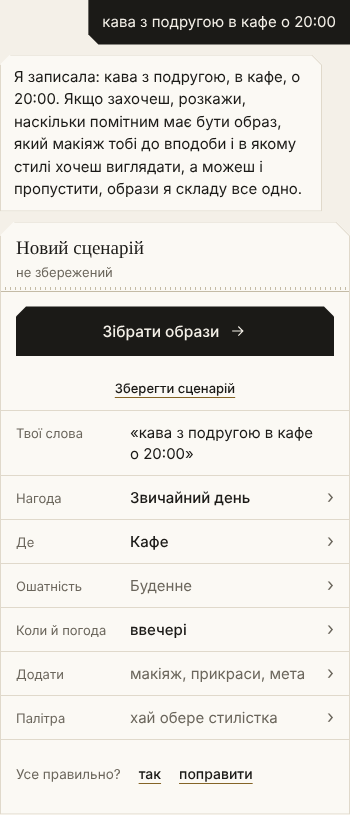 кава з подругою в кафе о 20:00
Я записала: кава з подругою, в кафе, о
20:00. Якщо захочеш, розкажи,
наскільки помітним має бути образ,
який макіяж тобі до вподоби і в якому
стилі хочеш виглядати, а можеш і
пропустити, образи я складу все одно.
Новий сценарій
не збережений
Зібрати образи →
Зберегти сценарій
Твої слова «кава з подругою в кафе
о 20:00»
Нагода Звичайний день
Де Кафе
Ошатність Буденне
Коли й погода ввечері
Додати макіяж, прикраси, мета
Палітра хай обере стилістка
Усе правильно? так поправити